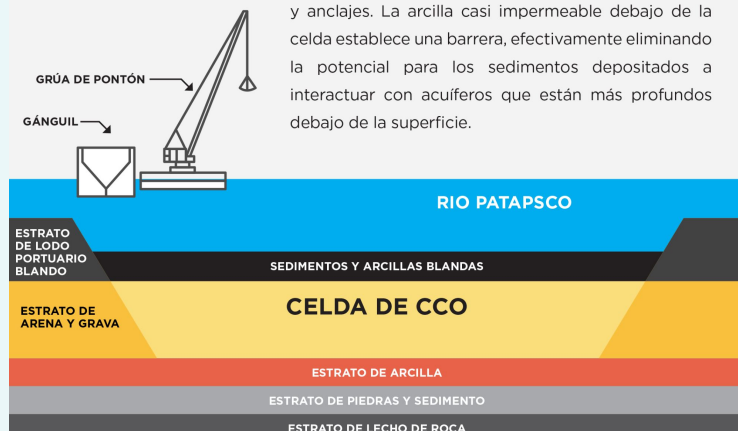 y anclajes. La arcilla casi impermeable debajo de la
celda establece una barrera, efectivamente eliminando
la potencial para los sedimentos depositados a
interactuar con acuíferos que están más profundos
debajo de la superficie.
GRÚA DE PONTÓN
GÁNGUIL
RIO PATAPSCO
ESTRATO
DE LODO
PORTUARIO
BLANDO
SEDIMENTOS Y ARCILLAS BLANDAS
ESTRATO DE
ARENA Y GRAVA
CELDA DE CCO
ESTRATO DE ARCILLA
ESTRATO DE PIEDRAS Y SEDIMENTO
ESTRATO DE LECHO DE ROCA